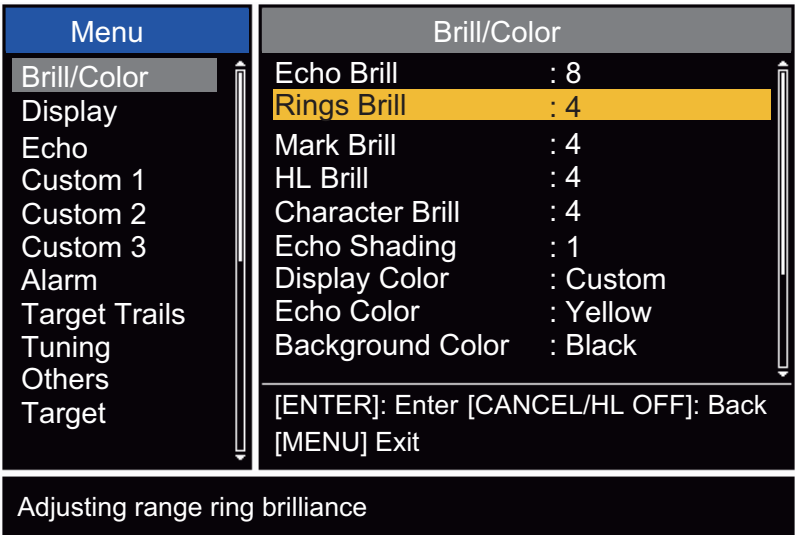 Menu
Brill/Color
Display
Echo
Custom 1
Custom 2
Custom 3
Alarm
Target Trails
Tuning
Others
Target
Brill/Color
Echo Brill : 8
Rings Brill : 4
Mark Brill : 4
HL Brill : 4
Character Brill : 4
Echo Shading : 1
Display Color : Custom
Echo Color : Yellow
Background Color : Black
[ENTER]: Enter [CANCEL/HL OFF]: Back
[MENU] Exit
Adjusting range ring brilliance